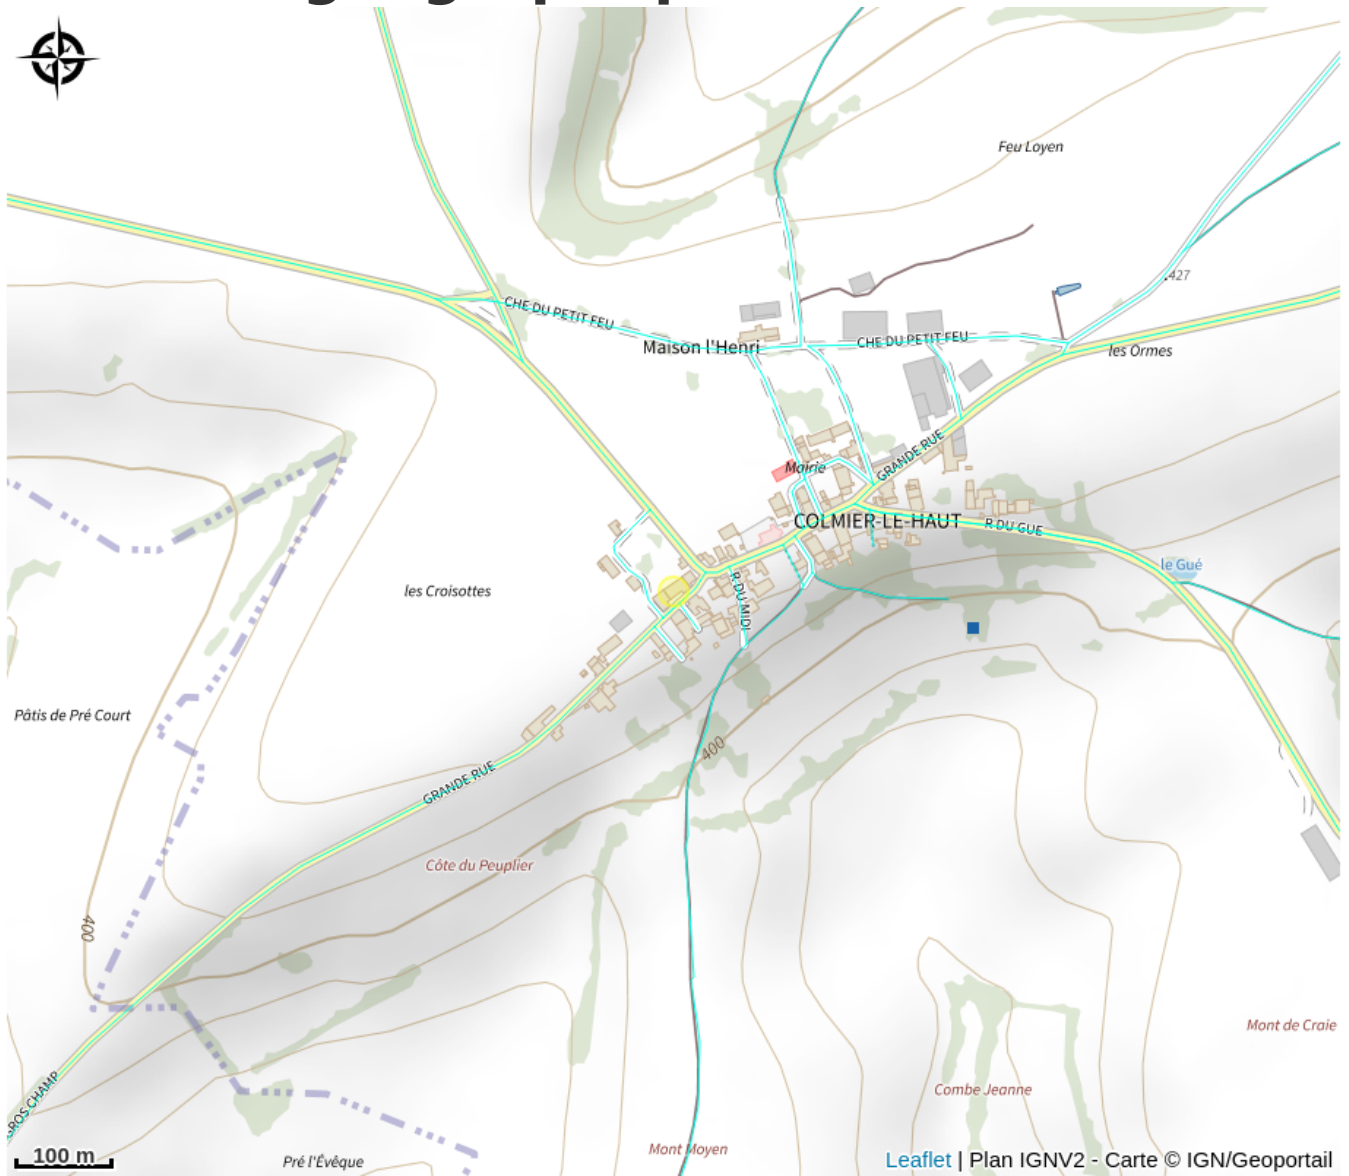 Feu Loyen
427
CHE DU PETIT FEU
Maison l'Henri
CHE DU PETIT FEU
les Ormes
GRANDE RUE
Mairie
COLMIER-LE-HAUT
R DU GUE
le Gué
les Croisottes
R DU MIDI
Pâtis de Pré Court
400
GRANDE RUE
Côte du Peuplier
400
Mont de Craie
Combe Jeanne
GROS CHAMP
Mont Moyen
100 m
Pré l'Évêque
Leaflet | Plan IGNV2 - Carte © IGN/Geoportail